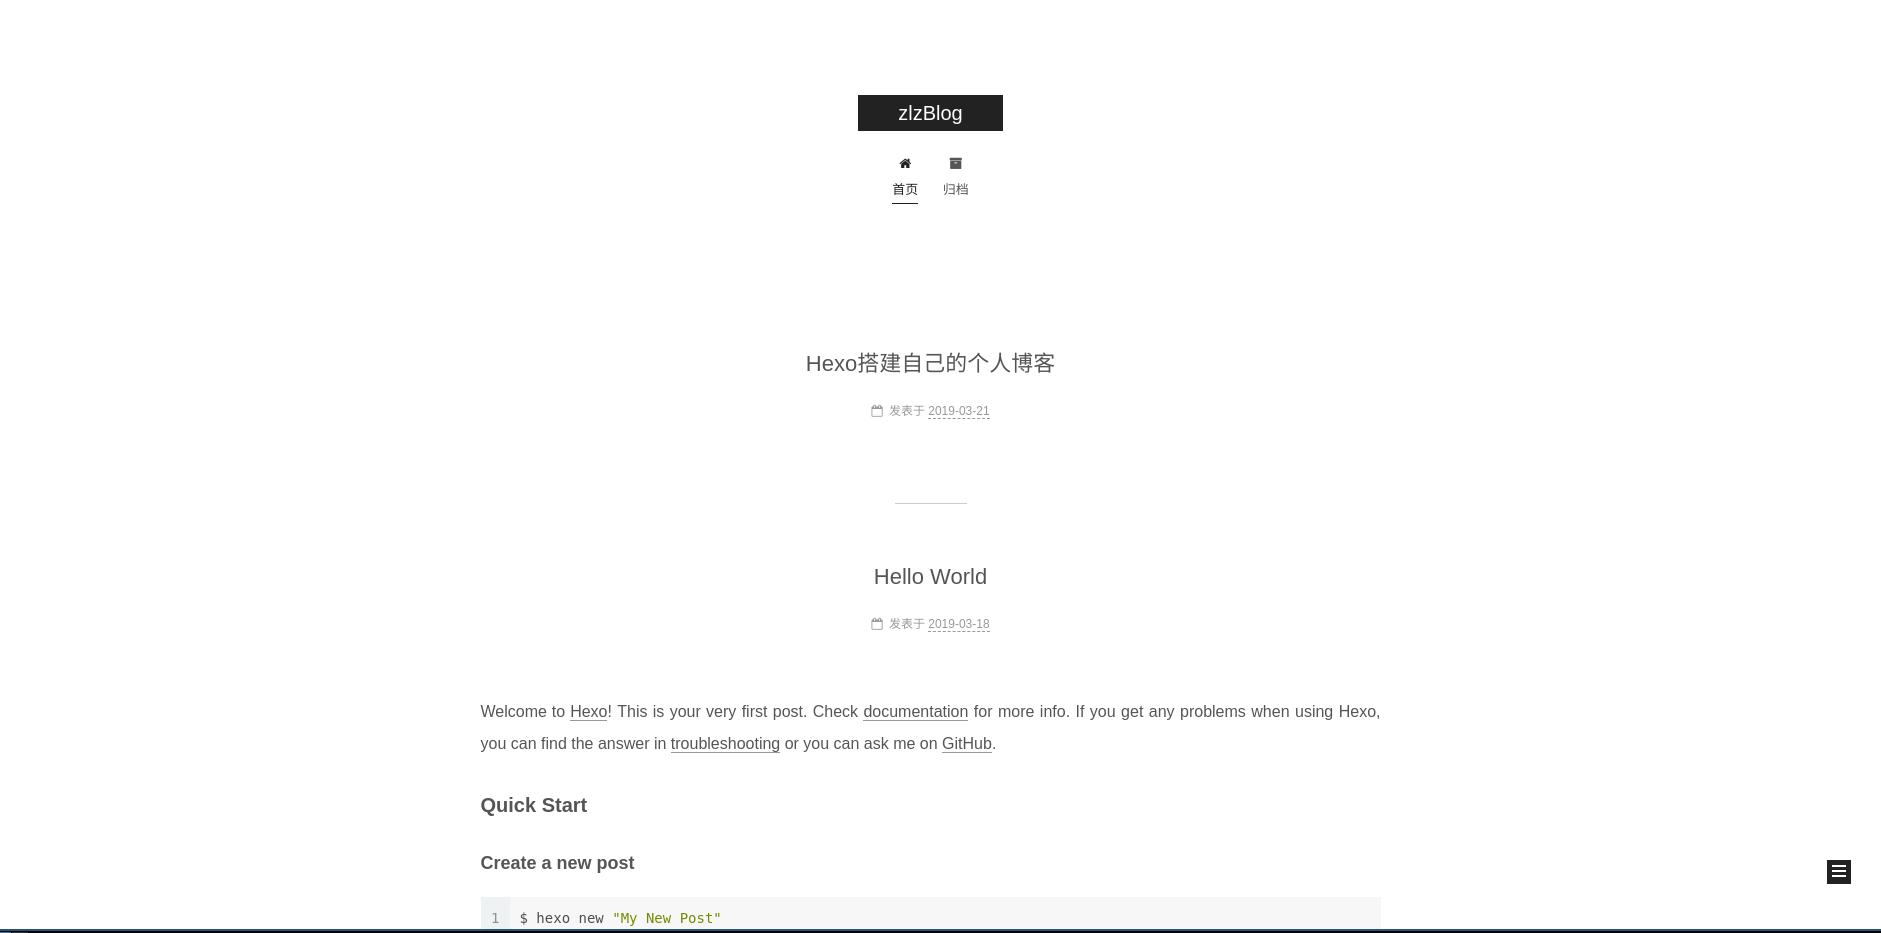 zlzBlog
首页 归档
Hexo搭建自己的个人博客
发表于 2019-03-21
Hello World
发表于 2019-03-18
Welcome to Hexo! This is your very first post. Check documentation for more info. If you get any problems when using Hexo,
you can find the answer in troubleshooting or you can ask me on GitHub.
Quick Start
Create a new post
1 $ hexo new "My New Post"